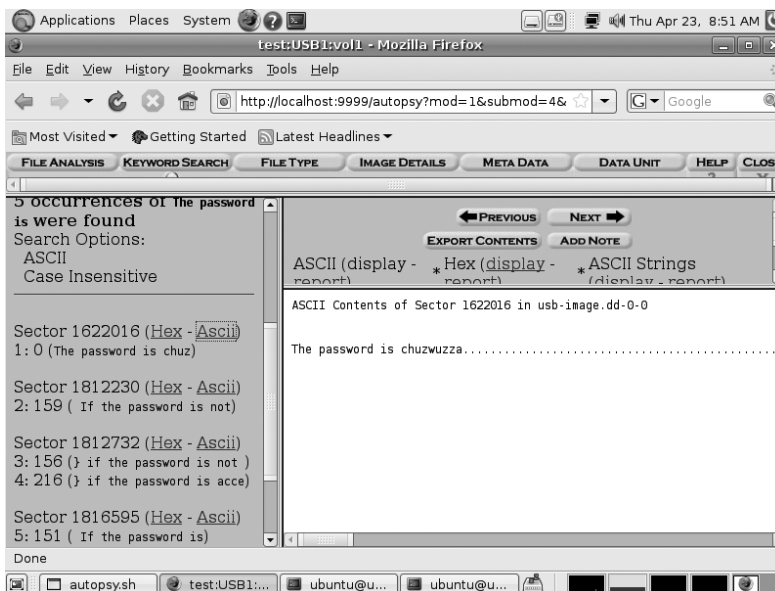 Applications Places System Thu Apr 23, 8:51 AM
test:USB1:vol1 - Mozilla Firefox
File Edit View History Bookmarks Tools Help
http://localhost:9999/autopsy?mod=1&submod=4& Google
Most Visited Getting Started Latest Headlines
FILE ANALYSIS KEYWORD SEARCH FILE TYPE IMAGE DETAILS META DATA DATA UNIT HELP CLOS
5 occurrences of The password
is were found
Search Options:
ASCII
Case Insensitive
Sector 1622016 (Hex - Ascii)
1: 0 (The password is chuz)
Sector 1812230 (Hex - Ascii)
2: 159 ( If the password is not)
Sector 1812732 (Hex - Ascii)
3: 156 (} if the password is not )
4: 216 (} if the password is acce)
Sector 1816595 (Hex - Ascii)
5: 151 ( If the password is)
PREVIOUS NEXT
EXPORT CONTENTS ADD NOTE
ASCII (display - * Hex (display - * ASCII Strings
report) report) (display - report)
ASCII Contents of Sector 1622016 in usb-image.dd-0-0
The password is chuzwuzza...............................................
Done
autopsy.sh test:USB1:... ubuntu@u... ubuntu@u...